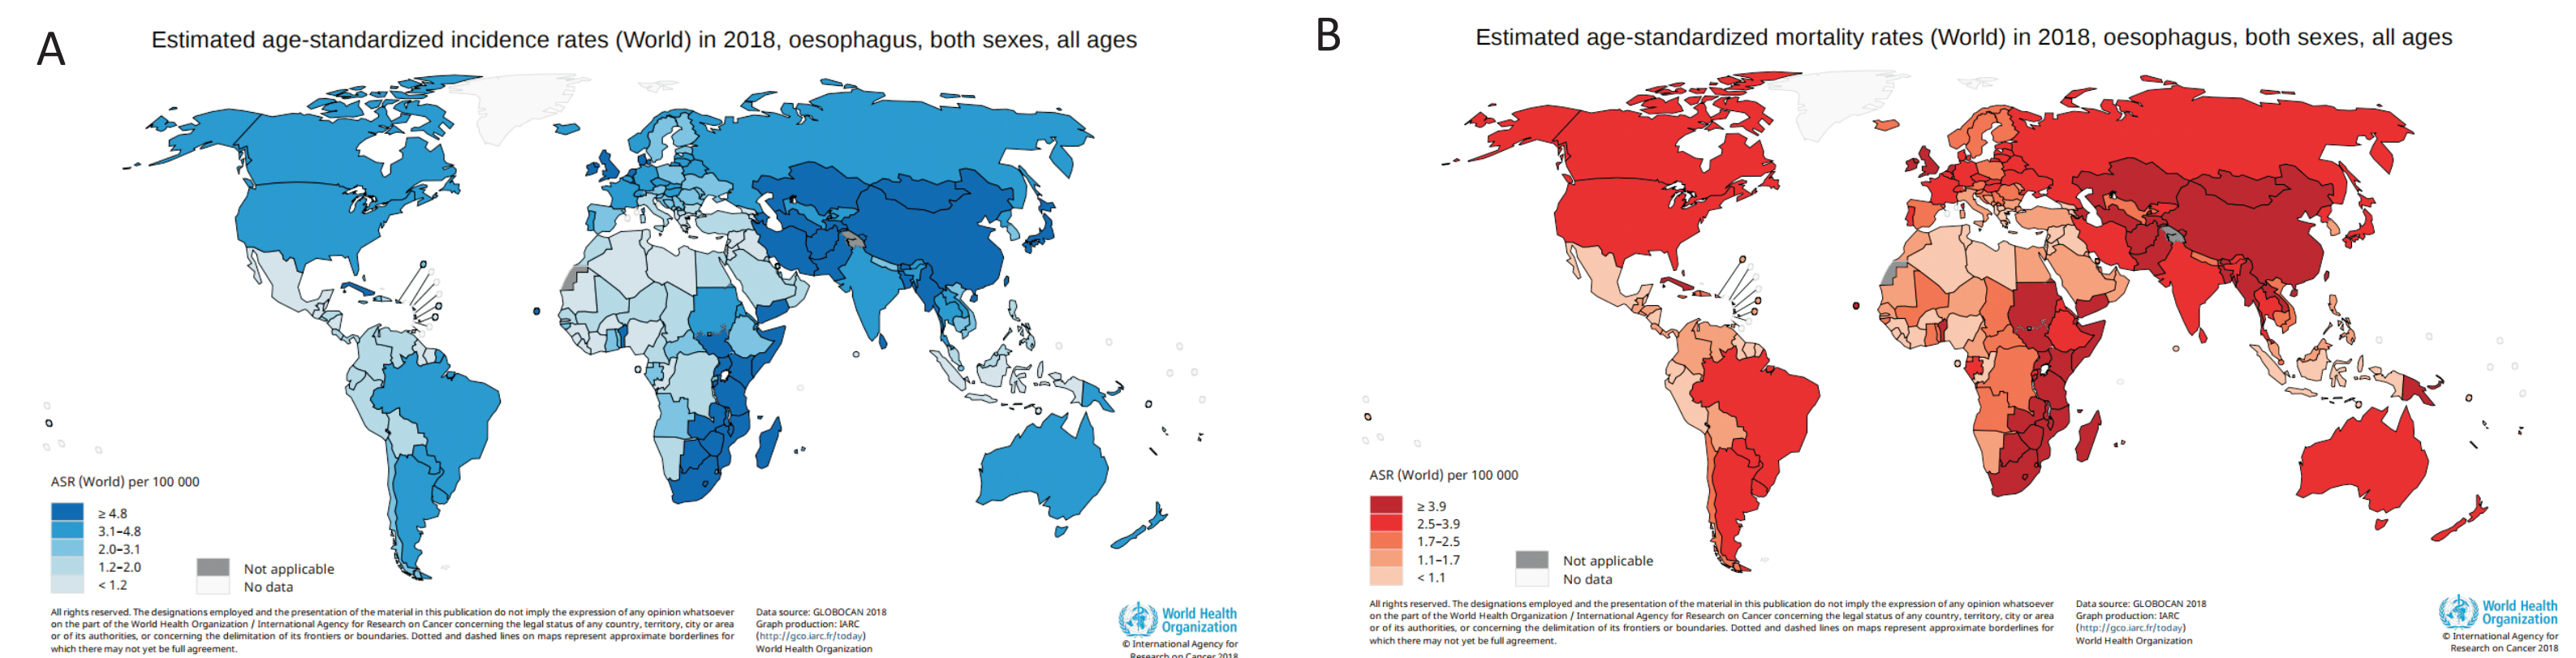 A
Estimated age-standardized incidence rates (World) in 2018, oesophagus, both sexes, all ages
ASR (World) per 100 000
≥ 4.8
3.1–4.8
2.0–3.1
1.2–2.0
< 1.2
Not applicable
No data
All rights reserved. The designations employed and the presentation of the material in this publication do not imply the expression of any opinion whatsoever
on the part of the World Health Organization / International Agency for Research on Cancer concerning the legal status of any country, territory, city or area
or of its authorities, or concerning the delimitation of its frontiers or boundaries. Dotted and dashed lines on maps represent approximate borderlines for
which there may not yet be full agreement.
Data source: GLOBOCAN 2018
Graph production: IARC
(http://gco.iarc.fr/today)
World Health Organization
World Health
Organization
© International Agency for
Research on Cancer 2018
B
Estimated age-standardized mortality rates (World) in 2018, oesophagus, both sexes, all ages
ASR (World) per 100 000
≥ 3.9
2.5–3.9
1.7–2.5
1.1–1.7
< 1.1
Not applicable
No data
All rights reserved. The designations employed and the presentation of the material in this publication do not imply the expression of any opinion whatsoever
on the part of the World Health Organization / International Agency for Research on Cancer concerning the legal status of any country, territory, city or area
or of its authorities, or concerning the delimitation of its frontiers or boundaries. Dotted and dashed lines on maps represent approximate borderlines for
which there may not yet be full agreement.
Data source: GLOBOCAN 2018
Graph production: IARC
(http://gco.iarc.fr/today)
World Health Organization
World Health
Organization
© International Agency for
Research on Cancer 2018